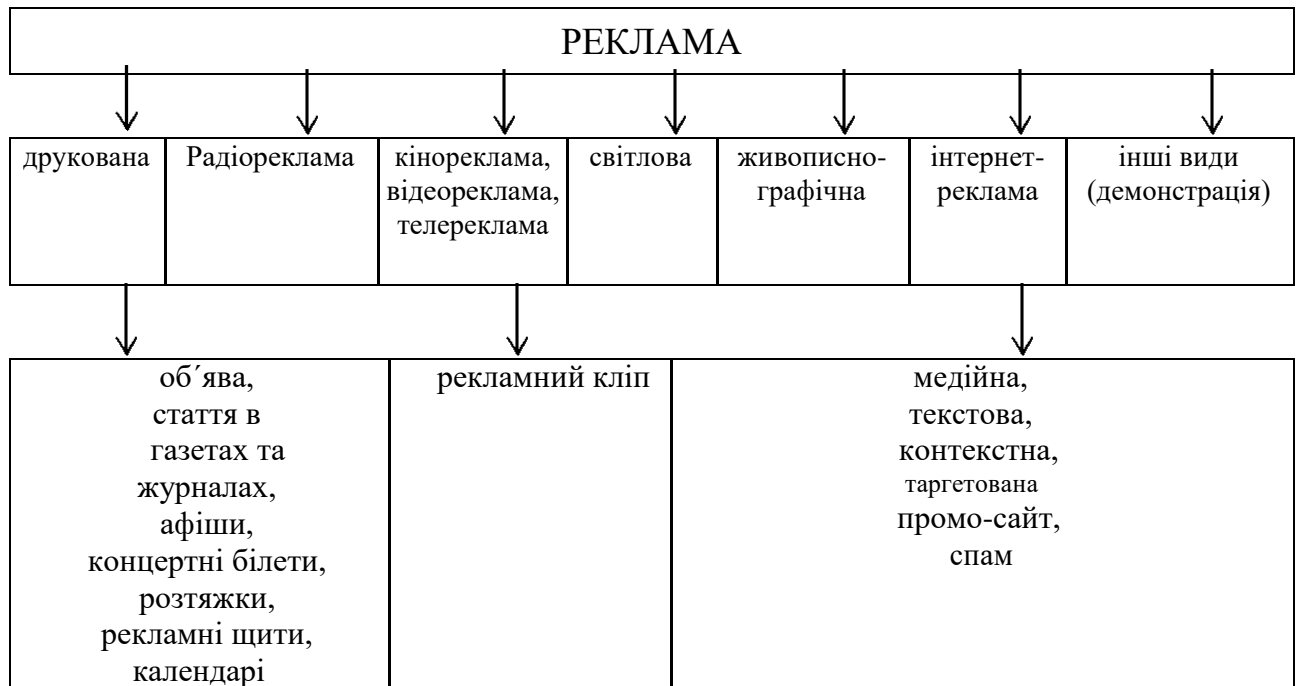 РЕКЛАМА
друкована
Радіореклама
кінореклама,
відеореклама,
телереклама
світлова
живописно-
графічна
інтернет-
реклама
інші види
(демонстрація)
об´ява,
стаття в
газетах та
журналах,
афіши,
концертні білети,
розтяжки,
рекламні щити,
календарі
рекламний кліп
медійна,
текстова,
контекстна,
таргетована
промо-сайт,
спам